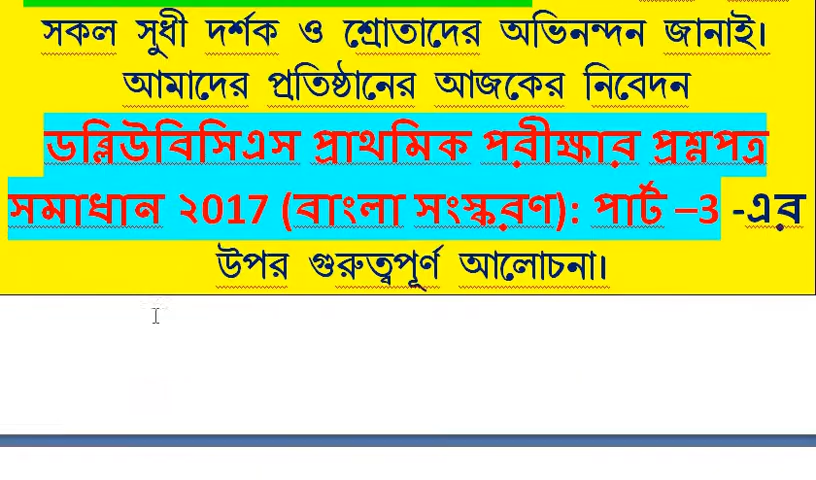 সকল সুধী দর্শক ও শ্রোতাদের অভিনন্দন জানাই।
আমাদের প্রতিষ্ঠানের আজকের নিবেদন
ডব্লিউবিসিএস প্রাথমিক পরীক্ষার প্রশ্নপত্র
সমাধান ২017 (বাংলা সংস্করণ): পার্ট –3 -এর
উপর গুরুত্বপূর্ণ আলোচনা।